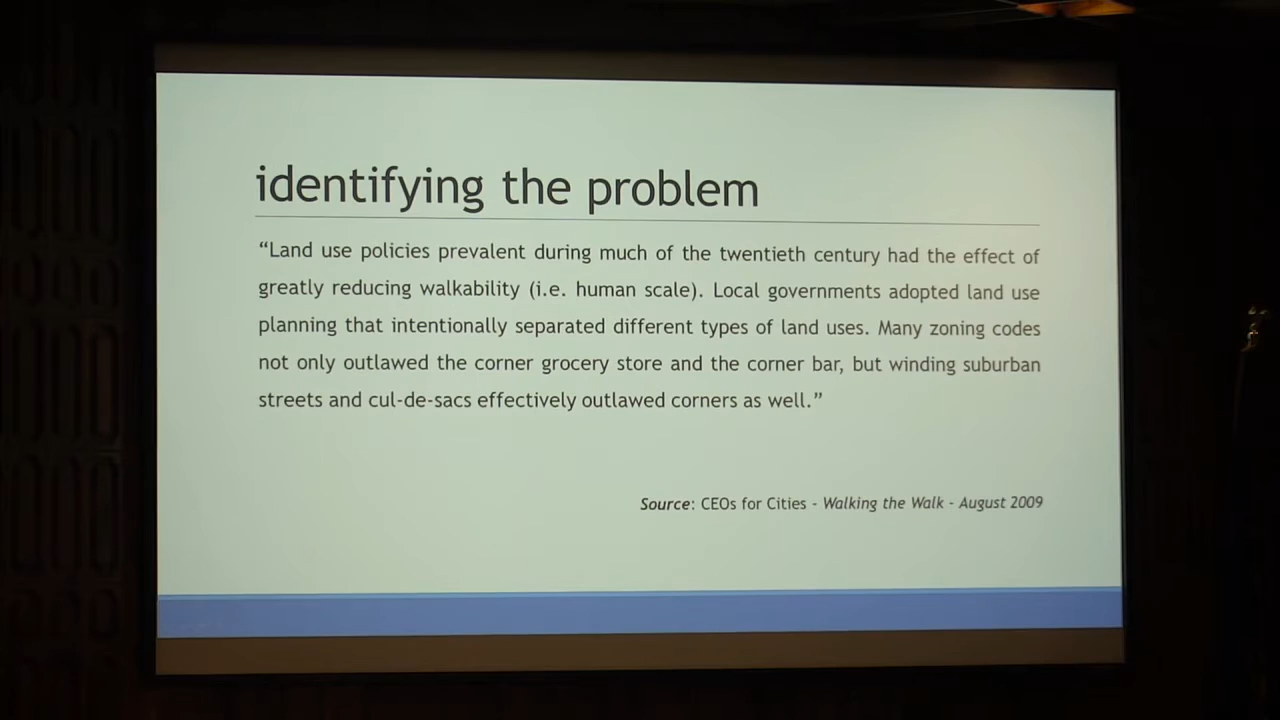 identifying the problem
“Land use policies prevalent during much of the twentieth century had the effect of
greatly reducing walkability (i.e. human scale). Local governments adopted land use
planning that intentionally separated different types of land uses. Many zoning codes
not only outlawed the corner grocery store and the corner bar, but winding suburban
streets and cul-de-sacs effectively outlawed corners as well.”
Source: CEOs for Cities - Walking the Walk - August 2009